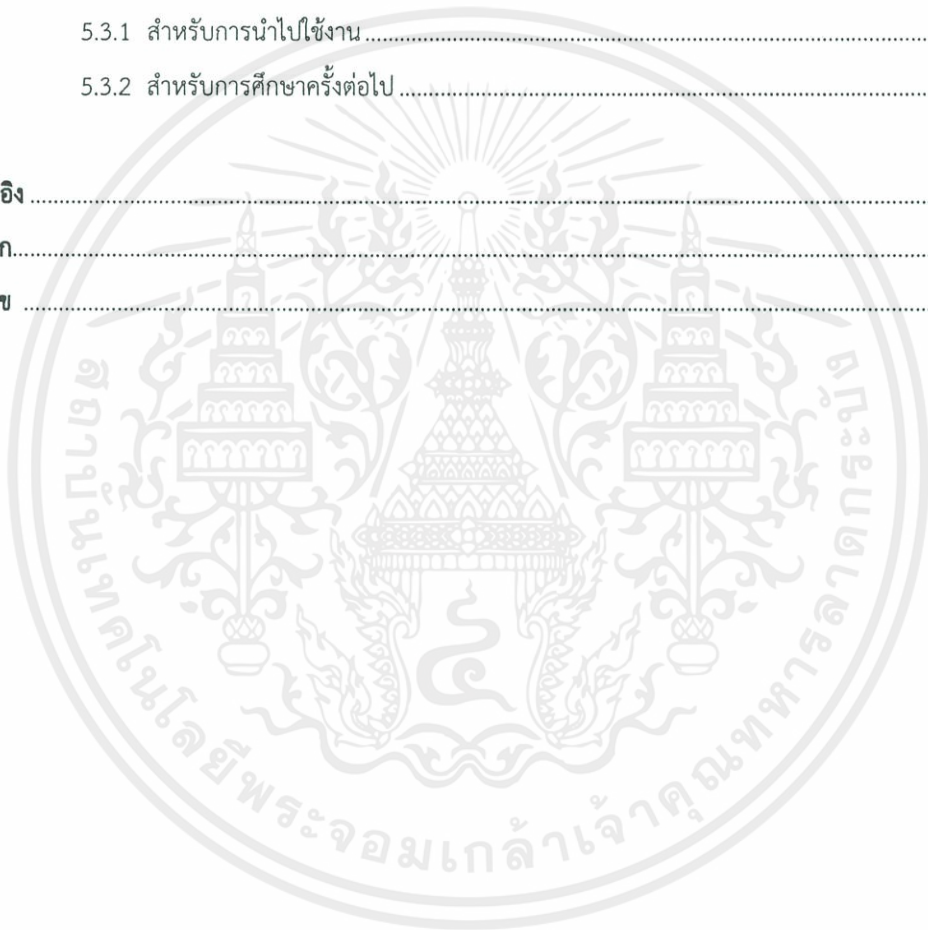 5.3.1 สำหรับการนำไปใช้งาน ........................................................
5.3.2 สำหรับการศึกษาครั้งต่อไป ........................................................
อิง ........................................................
ก........................................................
ข ........................................................
สถาบันเทคโนโลยีพระจอมเกล้าเจ้าคุณทหารลาดกระบัง
๔